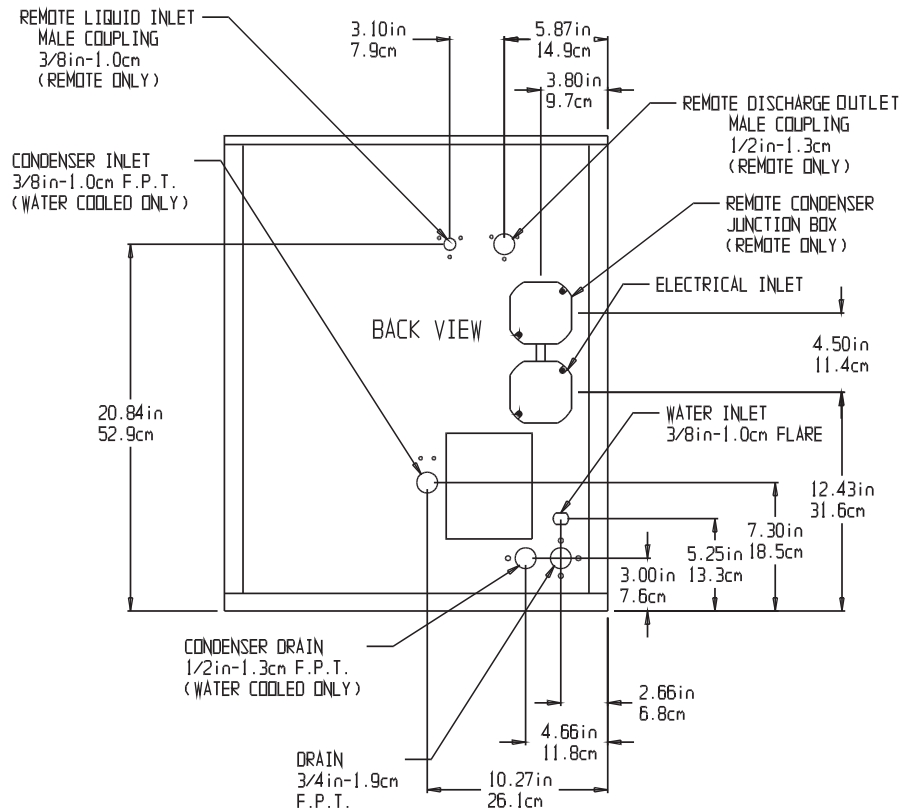 REMOTE LIQUID INLET
MALE COUPLING
3/8in-1.0cm
(REMOTE ONLY)
3.10in
7.9cm
5.87in
14.9cm
3.80in
9.7cm
REMOTE DISCHARGE OUTLET
MALE COUPLING
1/2in-1.3cm
(REMOTE ONLY)
CONDENSER INLET
3/8in-1.0cm F.P.T.
(WATER COOLED ONLY)
REMOTE CONDENSER
JUNCTION BOX
(REMOTE ONLY)
ELECTRICAL INLET
BACK VIEW
4.50in
11.4cm
20.84in
52.9cm
WATER INLET
3/8in-1.0cm FLARE
12.43in
31.6cm
7.30in
18.5cm
5.25in
13.3cm
3.00in
7.6cm
CONDENSER DRAIN
1/2in-1.3cm F.P.T.
(WATER COOLED ONLY)
2.66in
6.8cm
4.66in
11.8cm
DRAIN
3/4in-1.9cm
F.P.T.
10.27in
26.1cm